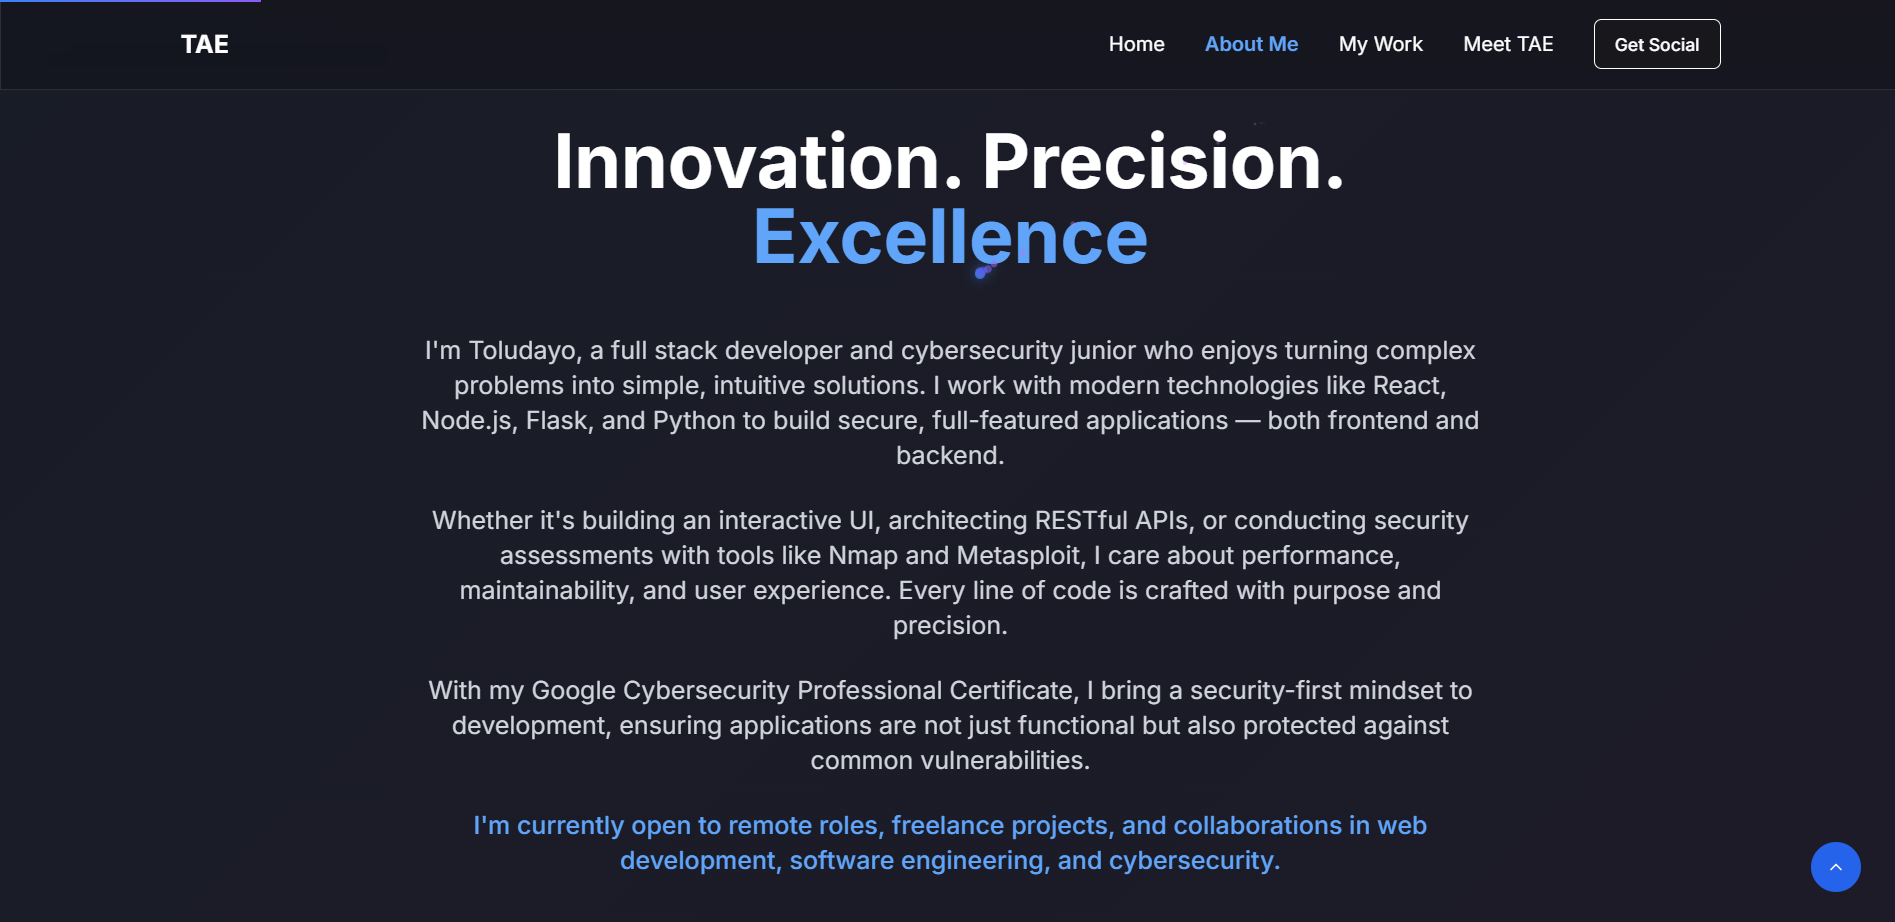 TAE
Home
About Me
My Work
Meet TAE
Get Social
Innovation. Precision.
Excellence
I'm Toludayo, a full stack developer and cybersecurity junior who enjoys turning complex
problems into simple, intuitive solutions. I work with modern technologies like React,
Node.js, Flask, and Python to build secure, full-featured applications — both frontend and
backend.
Whether it's building an interactive UI, architecting RESTful APIs, or conducting security
assessments with tools like Nmap and Metasploit, I care about performance,
maintainability, and user experience. Every line of code is crafted with purpose and
precision.
With my Google Cybersecurity Professional Certificate, I bring a security-first mindset to
development, ensuring applications are not just functional but also protected against
common vulnerabilities.
I'm currently open to remote roles, freelance projects, and collaborations in web
development, software engineering, and cybersecurity.